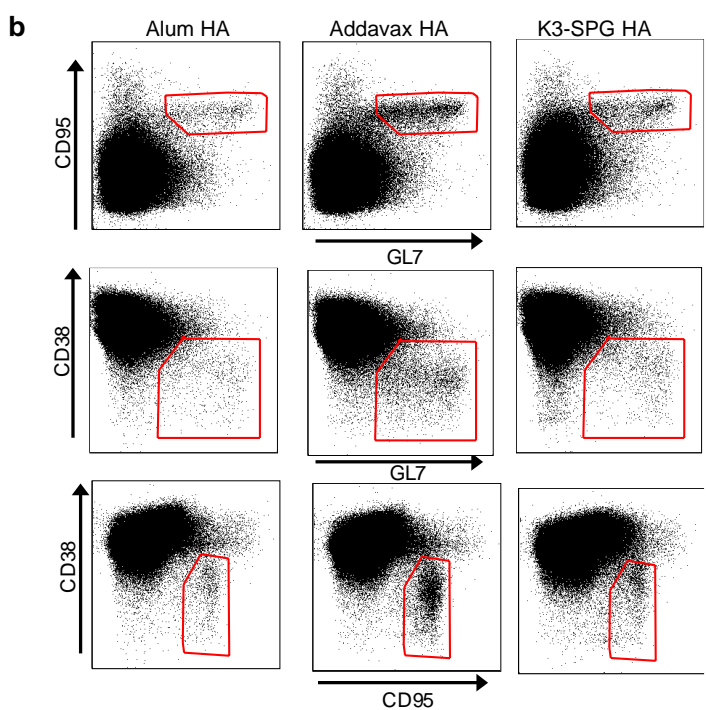 b
Alum HA
Addavax HA
K3-SPG HA
CD95
GL7
CD38
GL7
CD38
CD95